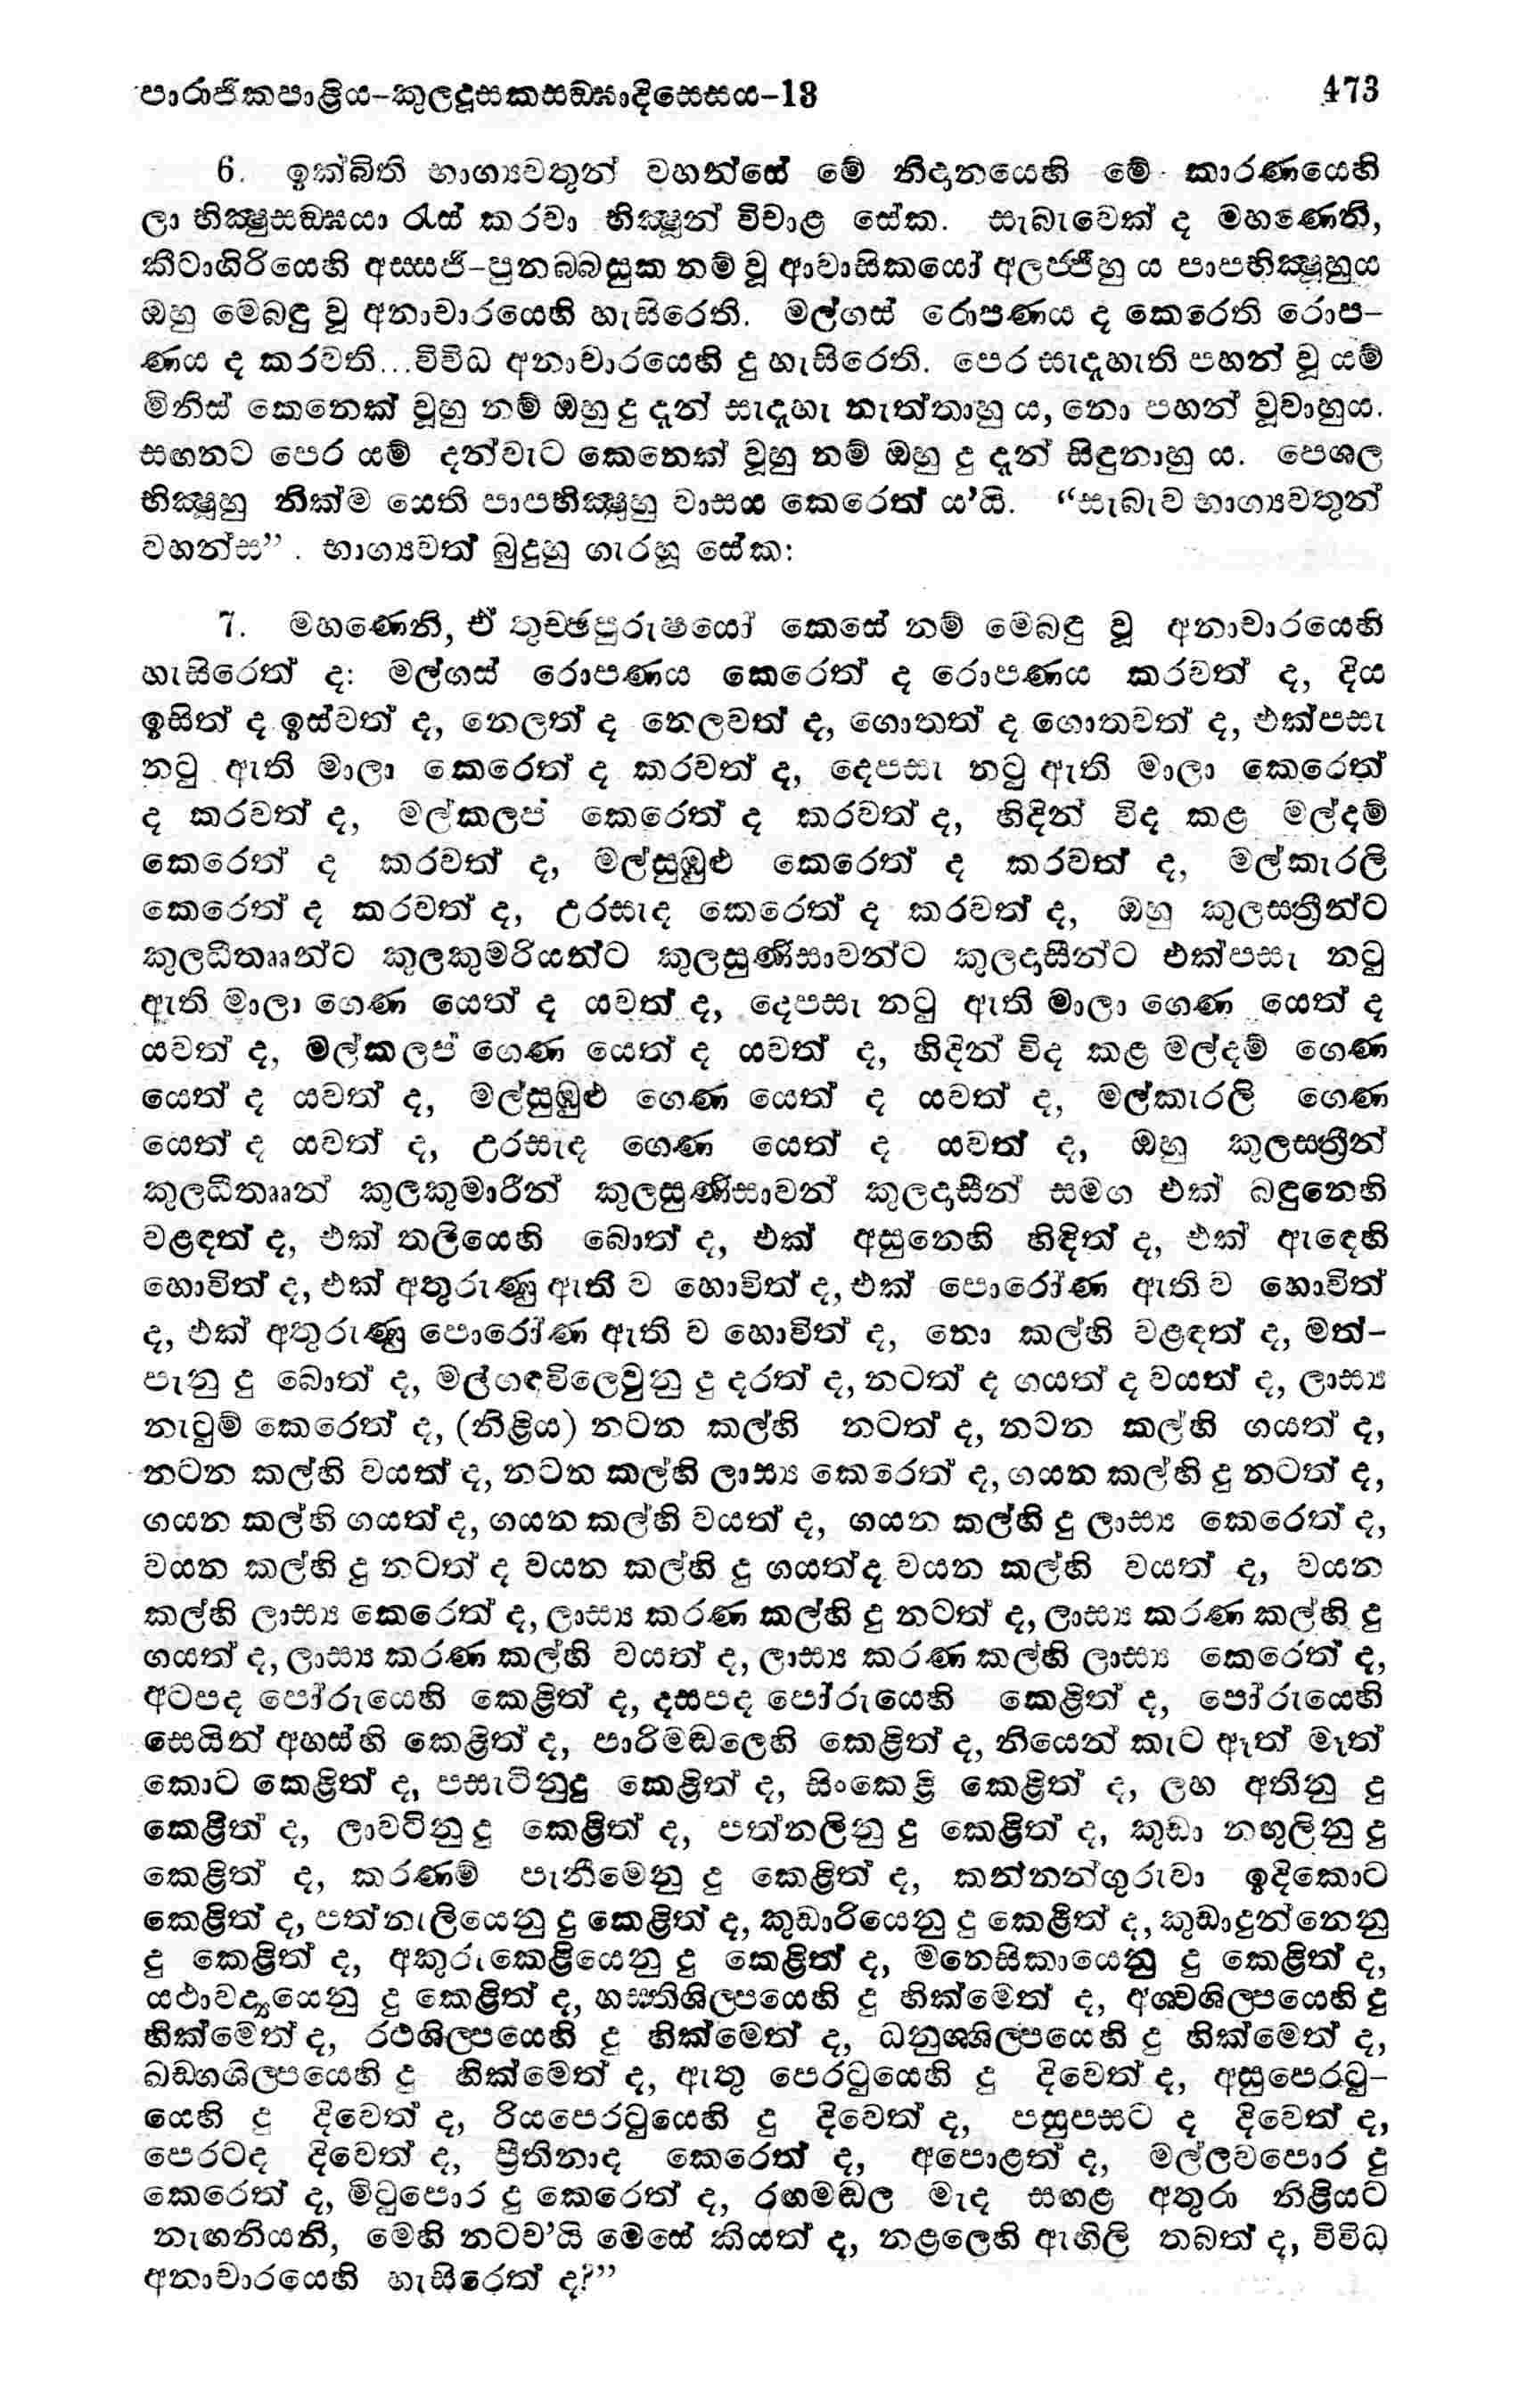 පාරාජිකපාළිය-කුලදූසකසඞ්ඝාදිසෙසය-13 473
6. ඉක්බිති භාග්‍යවතුන් වහන්සේ මේ නිදානයෙහි මේ කාරණයෙහි
ලා භික්‍ෂුසඞ්ඝයා රැස් කරවා භික්‍ෂූන් විචාළ සේක. සැබැවෙක් ද මහණෙනි,
කීටාගිරියෙහි අස්සජි-පුනබ්බසුක නම් වූ ආවාසිකයෝ අලජ්ජීහු ය පාපභික්‍ෂූහුය
ඔහු මෙබඳු වූ අනාචාරයෙහි හැසිරෙති. මල්ගස් රොපණය ද කෙරෙති රොප-
ණය ද කරවති...විවිධ අනාචාරයෙහි දු හැසිරෙති. පෙර සැදැහැති පහන් වූ යම්
මිනිස් කෙනෙක් වූහු නම් ඔහු දු දැන් සැදැහැ නැත්තාහු ය, නො පහන් වූවාහුය.
සඟනට පෙර යම් දන්වැට කෙනෙක් වූහු නම් ඔහු දු දැන් සිඳුනාහු ය. පෙශල
භික්‍ෂූහු නික්ම යෙති පාපභික්‍ෂූහු වාසය කෙරෙත් ය'යි. “සැබැව භාග්‍යවතුන්
වහන්ස”. භාග්‍යවත් බුදුහු ගැරහූ සේක:
7. මහණෙනි, ඒ තුච්ඡපුරුෂයෝ කෙසේ නම් මෙබඳු වූ අනාචාරයෙහි
හැසිරෙත් ද: මල්ගස් රොපණය කෙරෙත් ද රොපණය කරවත් ද, දිය
ඉසිත් ද ඉස්වත් ද, නෙලත් ද නෙලවත් ද, ගොතත් ද ගොතවත් ද, එක්පසැ
නටු ඇති මාලා කෙරෙත් ද කරවත් ද, දෙපසැ නටු ඇති මාලා කෙරෙත්
ද කරවත් ද, මල්කලප් කෙරෙත් ද කරවත් ද, හිදින් විද කළ මල්දම්
කෙරෙත් ද කරවත් ද, මල්සුඹුළු කෙරෙත් ද කරවත් ද, මල්කැරලි
කෙරෙත් ද කරවත් ද, උරසැද කෙරෙත් ද කරවත් ද, ඔහු කුලස්ත්‍රීන්ට
කුලධීතෲන්ට කුලකුමරියන්ට කුලසුණිසාවන්ට කුලදාසීන්ට එක්පසැ නටු
ඇති මාලා ගෙණ යෙත් ද යවත් ද, දෙපසැ නටු ඇති මාලා ගෙණ යෙත් ද
යවත් ද, මල්කලප් ගෙණ යෙත් ද යවත් ද, හිදින් විද කළ මල්දම් ගෙණ
යෙත් ද යවත් ද, මල්සුඹුළු ගෙණ යෙත් ද යවත් ද, මල්කැරලි ගෙණ
යෙත් ද යවත් ද, උරසැද ගෙණ යෙත් ද යවත් ද, ඔහු කුලස්ත්‍රීන්
කුලධීතෲන් කුලකුමාරීන් කුලසුණිසාවන් කුලදාසීන් සමග එක් බඳුනෙහි
වළඳත් ද, එක් තලියෙහි බොත් ද, එක් අසුනෙහි හිඳිත් ද, එක් ඇඳෙහි
හොවිත් ද, එක් අතුරුණු ඇති ව හොවිත් ද, එක් පොරෝණ ඇති ව හොවිත්
ද, එක් අතුරුණු පොරෝණ ඇති ව හොවිත් ද, නො කල්හි වළඳත් ද, මත්-
පැනු දු බොත් ද, මල්ගඳවිලෙවුනු දු දරත් ද, නටත් ද ගයත් ද වයත් ද, ලාස්‍ය
නැටුම් කෙරෙත් ද, (නිළිය) නටන කල්හි නටත් ද, නටන කල්හි ගයත් ද,
නටන කල්හි වයත් ද, නටන කල්හි ලාස්‍ය කෙරෙත් ද, ගයන කල්හි දු නටත් ද,
ගයන කල්හි ගයත් ද, ගයන කල්හි වයත් ද, ගයන කල්හි දු ලාස්‍ය කෙරෙත් ද,
වයන කල්හි දු නටත් ද වයන කල්හි දු ගයත්ද වයන කල්හි වයත් ද, වයන
කල්හි ලාස්‍ය කෙරෙත් ද, ලාස්‍ය කරණ කල්හි දු නටත් ද, ලාස්‍ය කරණ කල්හි දු
ගයත් ද, ලාස්‍ය කරණ කල්හි වයත් ද, ලාස්‍ය කරණ කල්හි ලාස්‍ය කෙරෙත් ද,
අටපද පෝරුයෙහි කෙළිත් ද, දසපද පෝරුයෙහි කෙළිත් ද, පෝරුයෙහි
සෙයින් අහස්හි කෙළිත් ද, පාරිමඬලෙහි කෙළිත් ද, නියෙන් කැට ඈත් මෑත්
කොට කෙළිත් ද, පසැටිනුදු කෙළිත් ද, සිංකෙළි කෙළිත් ද, ලහ අතිනු දු
කෙළිත් ද, ලාවටිනු දු කෙළිත් ද, පත්නලිනු දු කෙළිත් ද, කුඩා නඟුලිනු දු
කෙළිත් ද, කරණම් පැනීමෙනු දු කෙළිත් ද, කන්නන්ගුරුවා ඉදිකොට
කෙළිත් ද, පත්නැලියෙනු දු කෙළිත් ද, කුඩාරියෙනු දු කෙළිත් ද, කුඩාදුන්නෙනු
දු කෙළිත් ද, අකුරුකෙළියෙනු දු කෙළිත් ද, මනෙසිකායෙනු දු කෙළිත් ද,
යථාවද්‍යයෙනු දු කෙළිත් ද, හස්තිශිල්පයෙහි දු හික්මෙත් ද, අශ්වශිල්පයෙහි දු
හික්මෙත් ද, රථශිල්පයෙහි දු හික්මෙත් ද, ධනුශ්ශිල්පයෙහි දු හික්මෙත් ද,
ඛඩ්ගශිල්පයෙහි දු හික්මෙත් ද, ඇතු පෙරටුයෙහි දු දිවෙත් ද, අසුපෙරටු-
යෙහි දු දිවෙත් ද, රියපෙරටුයෙහි දු දිවෙත් ද, පසුපසට ද දිවෙත් ද,
පෙරටද දිවෙත් ද, ප්‍රීතිනාද කෙරෙත් ද, අපොළත් ද, මල්ලවපොර දු
කෙරෙත් ද, මිටුපොර දු කෙරෙත් ද, රඟමඬල මැද සඟළ අතුරා නිළියට
නැඟනියනි, මෙහි නටව'යි මෙසේ කියත් ද, නළලෙහි ඇඟිලි තබත් ද, විවිධ
අනාචාරයෙහි හැසිරෙත් ද?”